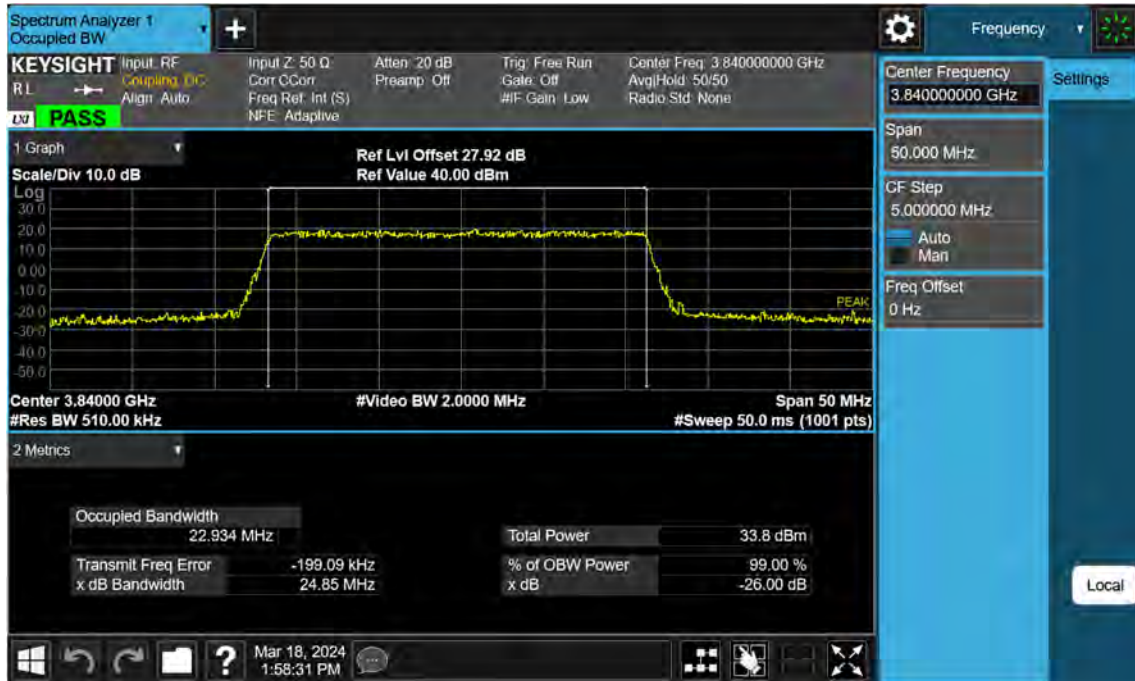 Spectrum Analyzer 1
Occupied BW
+
Frequency
KEYSIGHT
RL
LXI PASS
Input: RF
Coupling: DC
Align: Auto
Input Z: 50 Ω
Corr CCorr
Freq Ref: Int (S)
NFE: Adaptive
Atten: 20 dB
Preamp: Off
Trig: Free Run
Gate: Off
#IF Gain: Low
Center Freq: 3.840000000 GHz
Avg|Hold: 50/50
Radio Std: None
Center Frequency
3.840000000 GHz
Settings
Span
50.000 MHz
CF Step
5.000000 MHz
Auto
Man
Freq Offset
0 Hz
1 Graph
Scale/Div 10.0 dB
Ref Lvl Offset 27.92 dB
Ref Value 40.00 dBm
Log
30.0
20.0
10.0
0.00
-10.0
-20.0
-30.0
-40.0
-50.0
PEAK
Center 3.84000 GHz
#Video BW 2.0000 MHz
Span 50 MHz
#Res BW 510.00 kHz
#Sweep 50.0 ms (1001 pts)
2 Metrics
Occupied Bandwidth
22.934 MHz
Total Power 33.8 dBm
Transmit Freq Error -199.09 kHz
% of OBW Power 99.00 %
x dB Bandwidth 24.85 MHz
x dB -26.00 dB
Local
?
Mar 18, 2024
1:58:31 PM